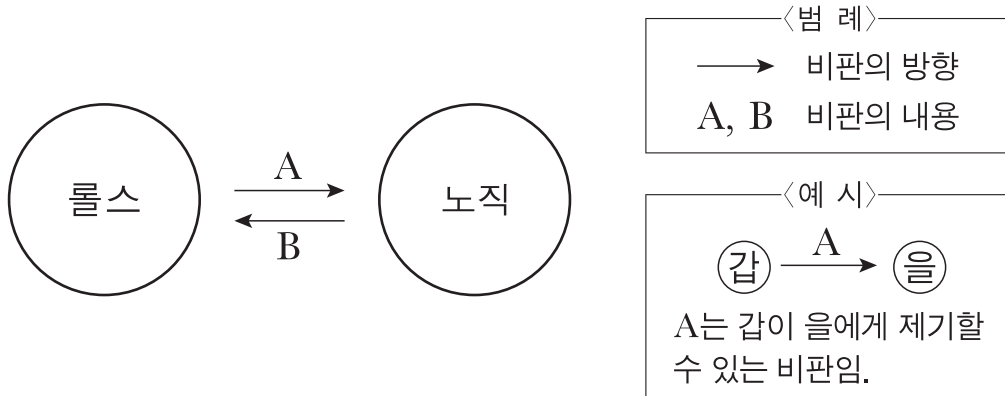 롤스
A
B
노직
〈범 례〉
비판의 방향
A, B 비판의 내용
〈예 시〉
갑
A
을
A는 갑이 을에게 제기할
수 있는 비판임.